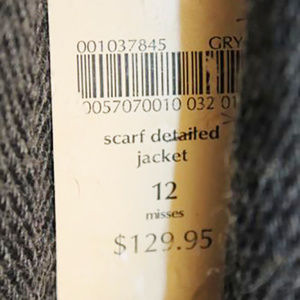 001037845 GRY
0057070010 032 01
scarf detailed
jacket
12
misses
$129.95